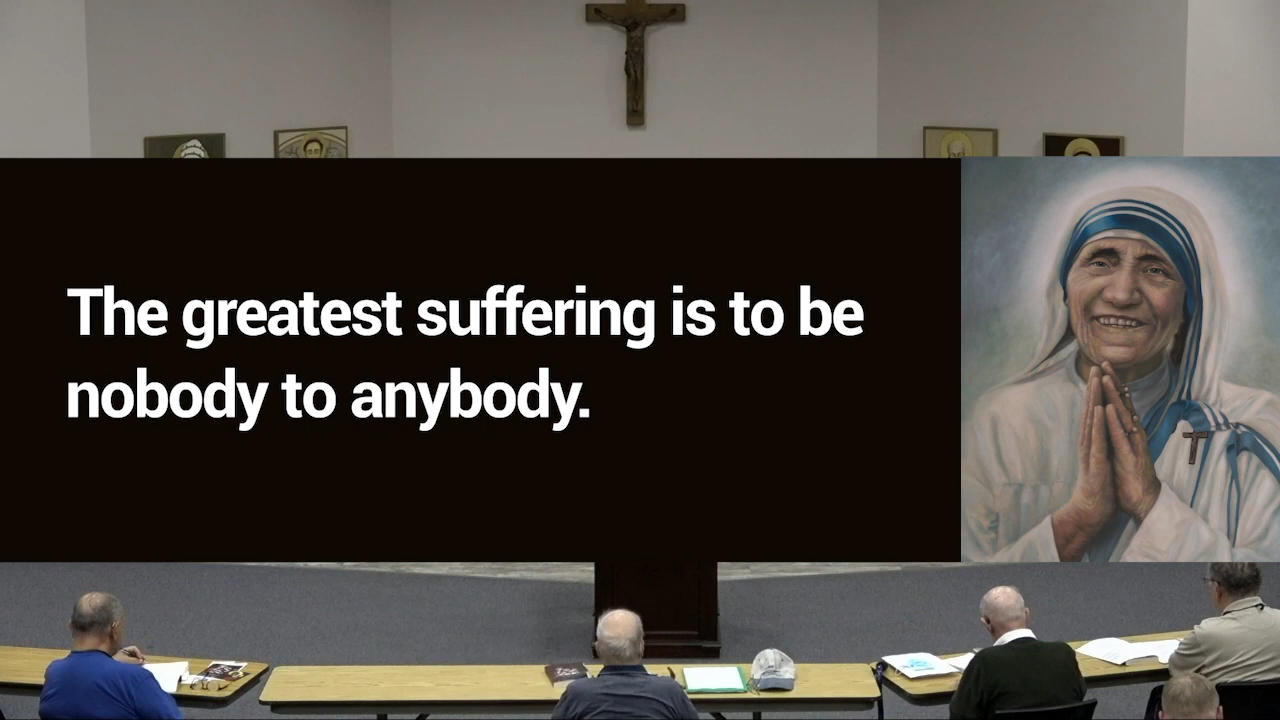 The greatest suffering is to be
nobody to anybody.